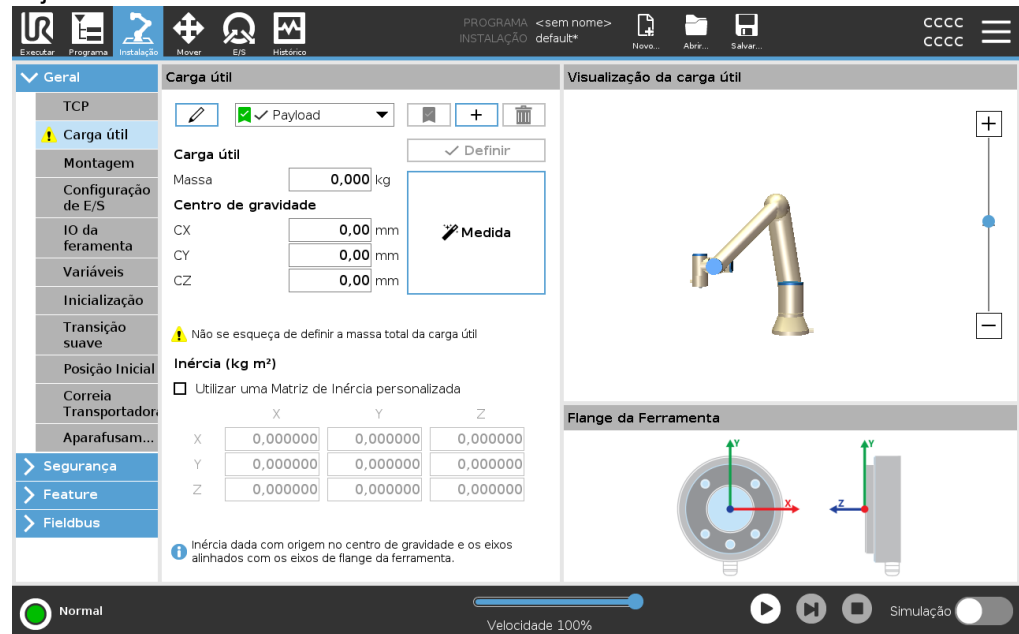 PROGRAMA <sem nome>
INSTALAÇÃO default*
CCCC
CCCC
Executar Programa Instalação Mover E/S Histórico Novo... Abrir... Salvar...
Geral
TCP
Carga útil
Montagem
Configuração
de E/S
IO da
feramenta
Variáveis
Inicialização
Transição
suave
Posição Inicial
Correia
Transportador
Aparafusam...
Segurança
Feature
Fieldbus
Carga útil
Payload
Definir
Carga útil
Massa 0,000 kg
Centro de gravidade
CX 0,00 mm
CY 0,00 mm
CZ 0,00 mm
Medida
Não se esqueça de definir a massa total da carga útil
Inércia (kg m²)
Utilizar uma Matriz de Inércia personalizada
X Y Z
X 0,000000 0,000000 0,000000
Y 0,000000 0,000000 0,000000
Z 0,000000 0,000000 0,000000
Inércia dada com origem no centro de gravidade e os eixos
alinhados com os eixos de flange da ferramenta.
Visualização da carga útil
Flange da Ferramenta
Y Y
X Z
Normal
Velocidade 100%
Simulação